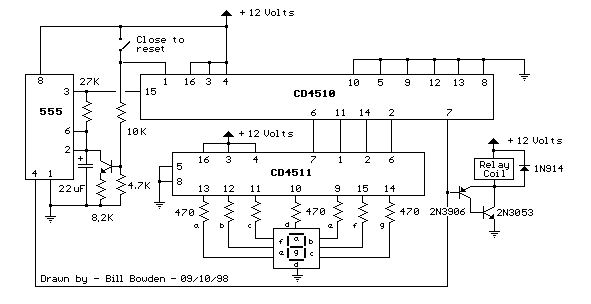 + 12 Volts
Close to
reset
8
27K
1
16
3
4
10
5
9
12
13
8
3
15
CD4510
555
6
11
14
2
7
10K
6
+ 12 Volts
+ 12 Volts
2
16
3
4
7
1
2
6
CD4511
Relay
Coil
1N914
+
5
8
4
1
22uF
4.7K
13
12
11
10
9
15
14
8.2K
470
470
470
2N3906
2N3053
a
b
c
d
e
f
g
f
a
b
e
g
c
d
Drawn by - Bill Bowden - 09/10/98